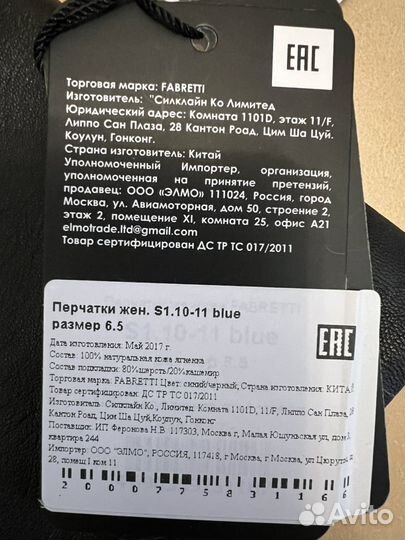 EAC
Торговая марка: FABRETTI
Изготовитель: "Силклайн Ко Лимитед
Юридический адрес: Комната 1101D, этаж 11/F,
Липпо Сан Плаза, 28 Кантон Роад, Цим Ша Цуй,
Коулун, Гонконг.
Страна изготовитель: Китай
Уполномоченный Импортер, организация,
уполномоченная на принятие претензий,
продавец: ООО «ЭЛМО» 111024, Россия, город
Москва, ул. Авиамоторная, дом 50, строение 2,
этаж 2, помещение XI, комната 25, офис А21
elmotrade.ltd@gmail.com
Товар сертифицирован ДС ТР ТС 017/2011
Перчатки жен. S1.10-11 blue
размер 6.5
EAC
Дата изготовления: Май 2017 г.
Состав: 100% натуральная кожа ягненка
Состав подкладки: 80%шерсть/20%кашемир
Торговая марка: FABRETTI Цвет: синий/черный, Страна изготовления: КИТА
Товар сертифицирован: ДС ТР ТС 017/2011
Изготовитель: Силклайн Ко , Лимитед. Комната 1101D, 11/F, Липпо Сан Плаза, 28
Кантон Роад, Цим Ша Цуй,Коулун, Гонконг
Поставщик: ИП Феронова Н.В. 117303, Москва г, Малая Юшуньская ул, дом
квартира 244
Импортер: ООО "ЭЛМО", РОССИЯ, 117418, г Москва, г Москва, ул Цюрупы,
28, помещ I ком 11
2000758311666
Avito